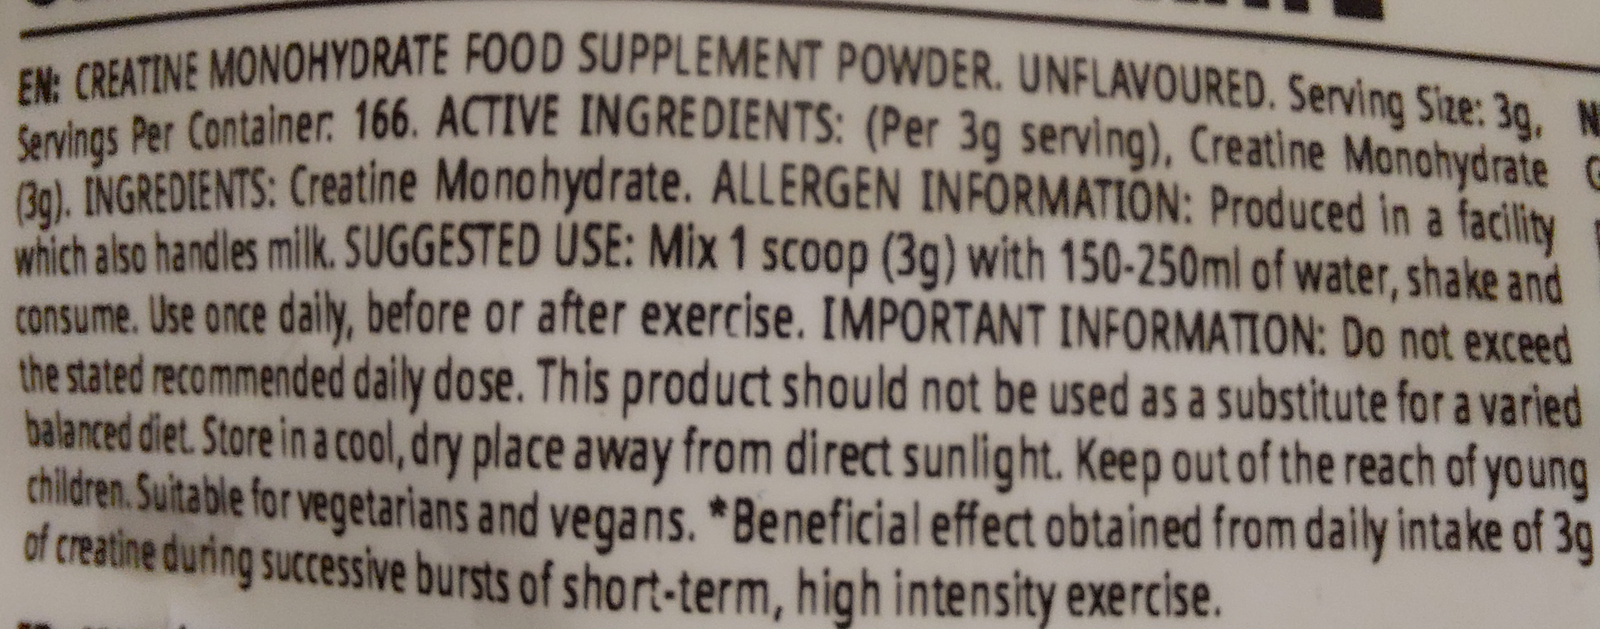 EN: CREATINE MONOHYDRATE FOOD SUPPLEMENT POWDER. UNFLAVOURED. Serving Size: 3g,
Servings Per Container: 166. ACTIVE INGREDIENTS: (Per 3g serving), Creatine Monohydrate
(3g). INGREDIENTS: Creatine Monohydrate. ALLERGEN INFORMATION: Produced in a facility
which also handles milk. SUGGESTED USE: Mix 1 scoop (3g) with 150-250ml of water, shake and
consume. Use once daily, before or after exercise. IMPORTANT INFORMATION: Do not exceed
the stated recommended daily dose. This product should not be used as a substitute for a varied
balanced diet. Store in a cool, dry place away from direct sunlight. Keep out of the reach of young
children. Suitable for vegetarians and vegans. *Beneficial effect obtained from daily intake of 3g
of creatine during successive bursts of short-term, high intensity exercise.